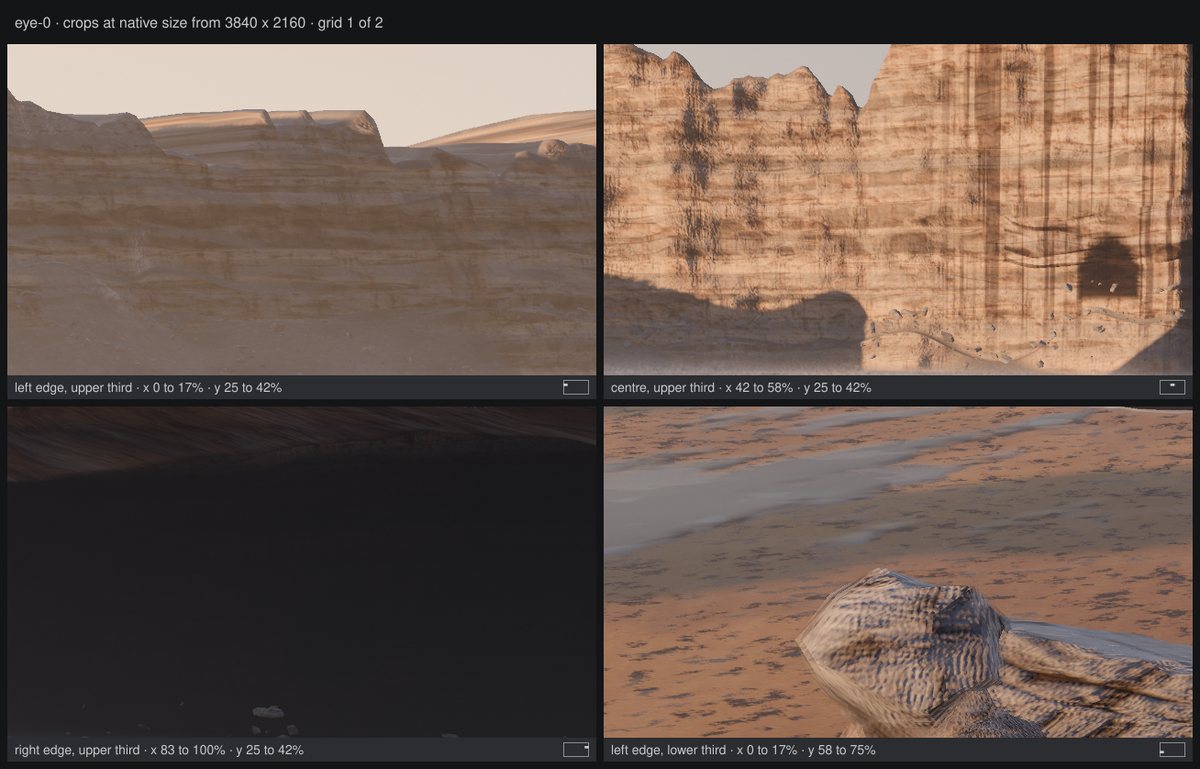 eye-0 · crops at native size from 3840 x 2160 · grid 1 of 2
left edge, upper third · x 0 to 17% · y 25 to 42%
centre, upper third · x 42 to 58% · y 25 to 42%
right edge, upper third · x 83 to 100% · y 25 to 42%
left edge, lower third · x 0 to 17% · y 58 to 75%